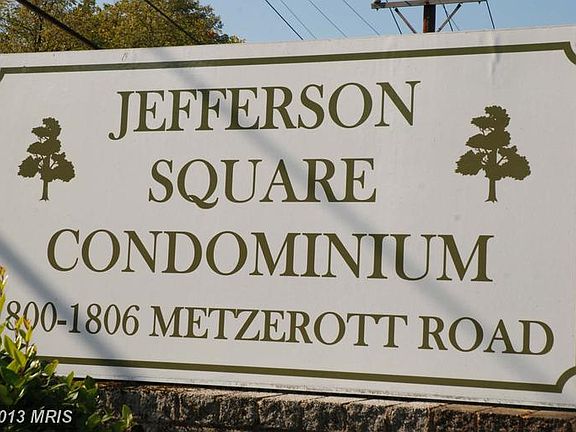 JEFFERSON
SQUARE
CONDOMINIUM
800-1806 METZEROTT ROAD
013 MRIS